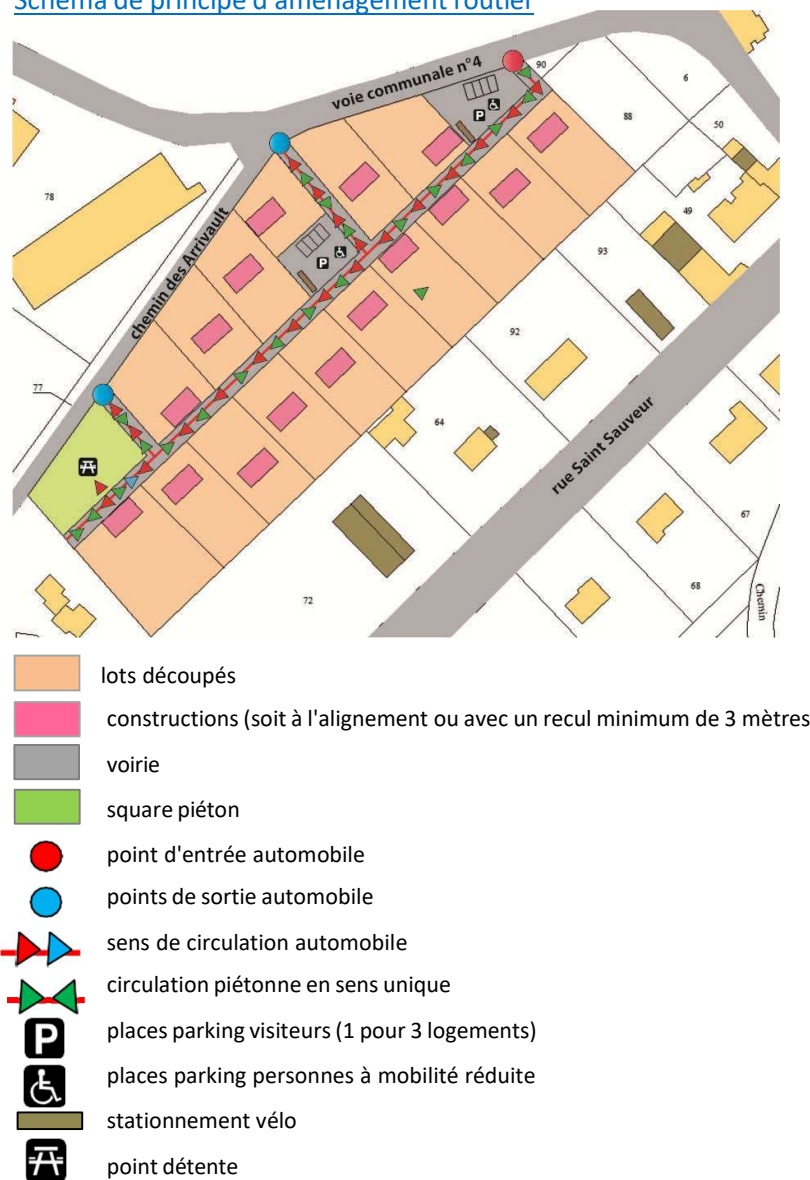 Schéma de principe d'aménagement routier
voie communale n°4
90
6
88
50
P
78
49
chemin des Arrivault
P
93
92
77
64
rue Saint Sauveur
67
68
72
Chemin
lots découpés
constructions (soit à l'alignement ou avec un recul minimum de 3 mètres
voirie
square piéton
point d'entrée automobile
points de sortie automobile
sens de circulation automobile
circulation piétonne en sens unique
P places parking visiteurs (1 pour 3 logements)
places parking personnes à mobilité réduite
stationnement vélo
point détente